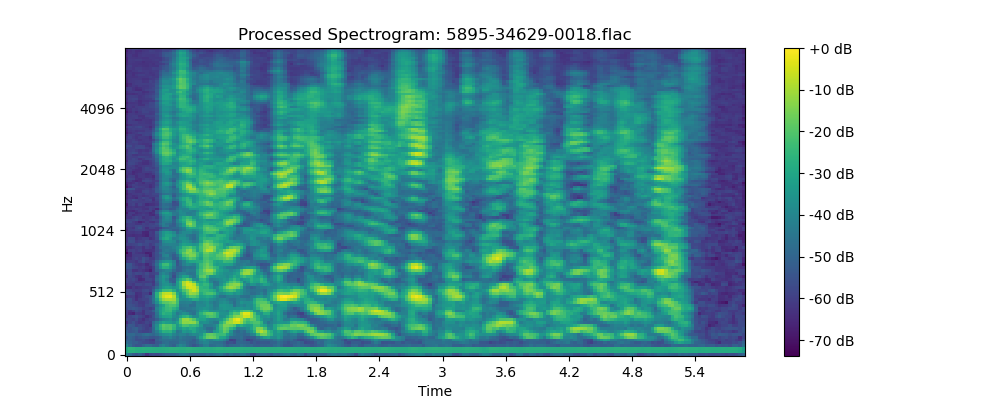 Processed Spectrogram: 5895-34629-0018.flac
Hz
4096
2048
1024
512
0
0 0.6 1.2 1.8 2.4 3 3.6 4.2 4.8 5.4
Time
+0 dB
-10 dB
-20 dB
-30 dB
-40 dB
-50 dB
-60 dB
-70 dB